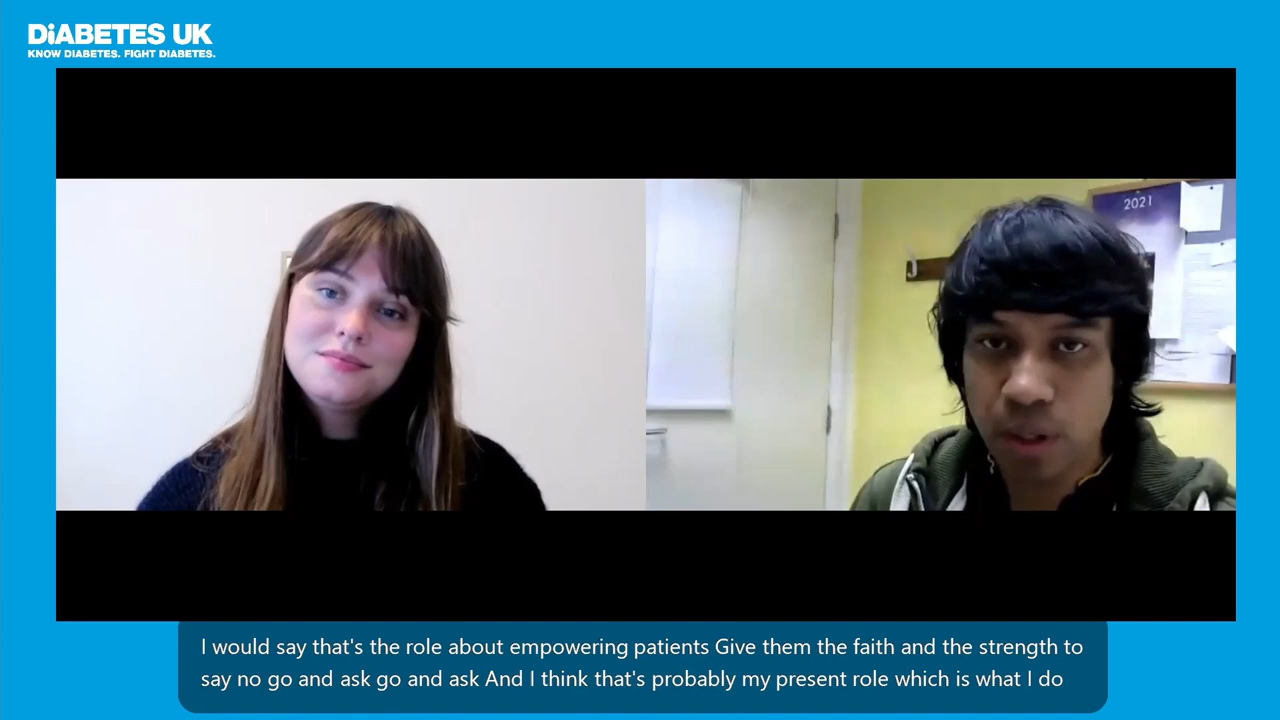 DiABETES UK
KNOW DIABETES. FIGHT DIABETES.
2021
I would say that's the role about empowering patients Give them the faith and the strength to
say no go and ask go and ask And I think that's probably my present role which is what I do